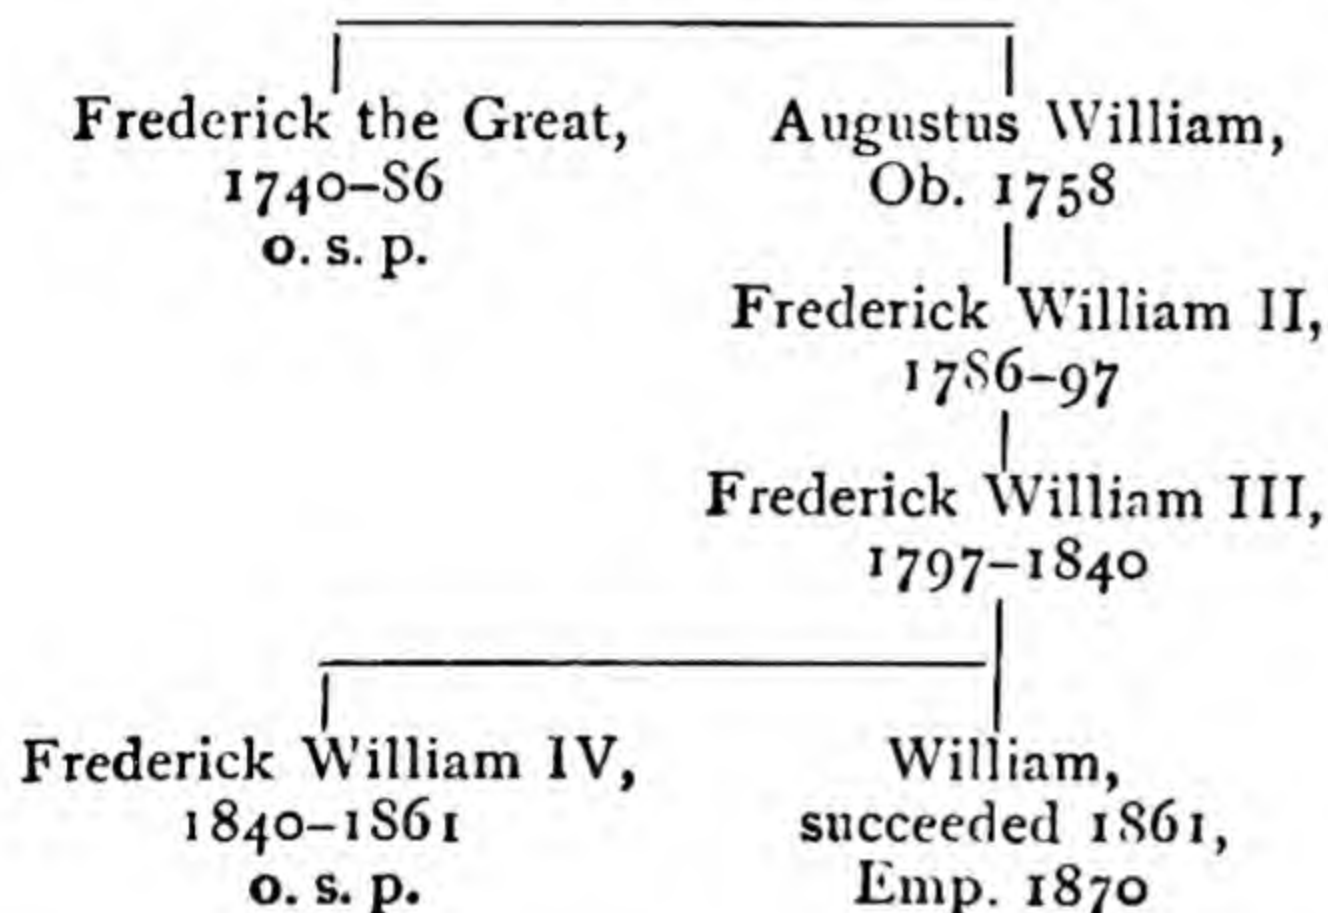 Frederick the Great,
1740–86
o. s. p.
Augustus William,
Ob. 1758
Frederick William II,
1786–97
Frederick William III,
1797–1840
Frederick William IV,
1840–1861
o. s. p.
William,
succeeded 1861,
Emp. 1870